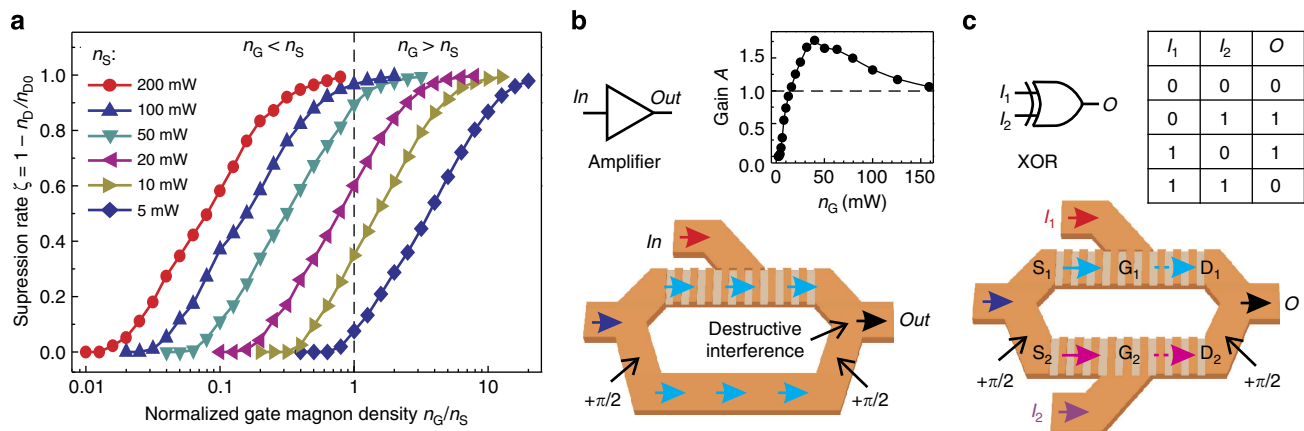 a
n_S:
n_G < n_S
n_G > n_S
200 mW
100 mW
50 mW
20 mW
10 mW
5 mW
Supression rate ζ = 1 - n_D/n_D0
1.0
0.8
0.6
0.4
0.2
0.0
0.01
0.1
1
10
Normalized gate magnon density n_G/n_S
b
In
Out
Amplifier
Gain A
1.5
1.0
0.5
0
0
50
100
150
n_G (mW)
In
Out
Destructive
interference
+π/2
+π/2
c
I_1
I_2
O
XOR
I_1 I_2 O
0 0 0
0 1 1
1 0 1
1 1 0
I_1
S_1 G_1 D_1
O
S_2 G_2 D_2
+π/2
+π/2
I_2